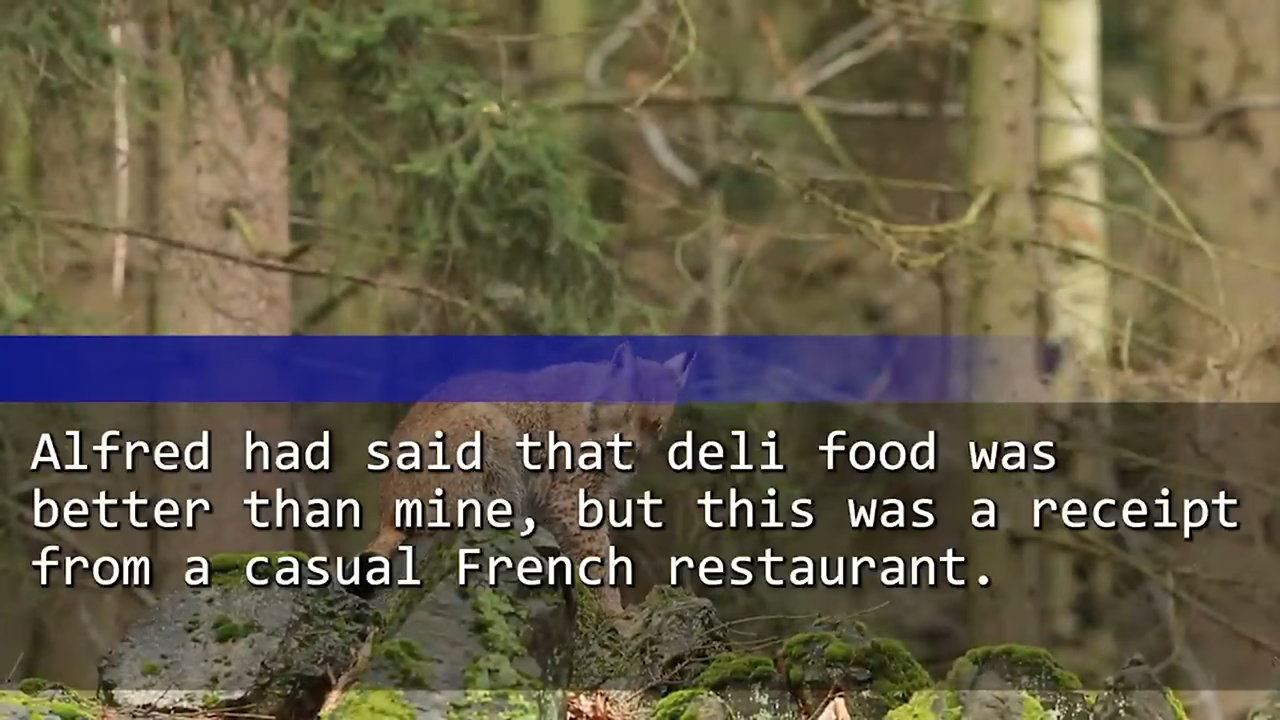 Alfred had said that deli food was
better than mine, but this was a receipt
from a casual French restaurant.